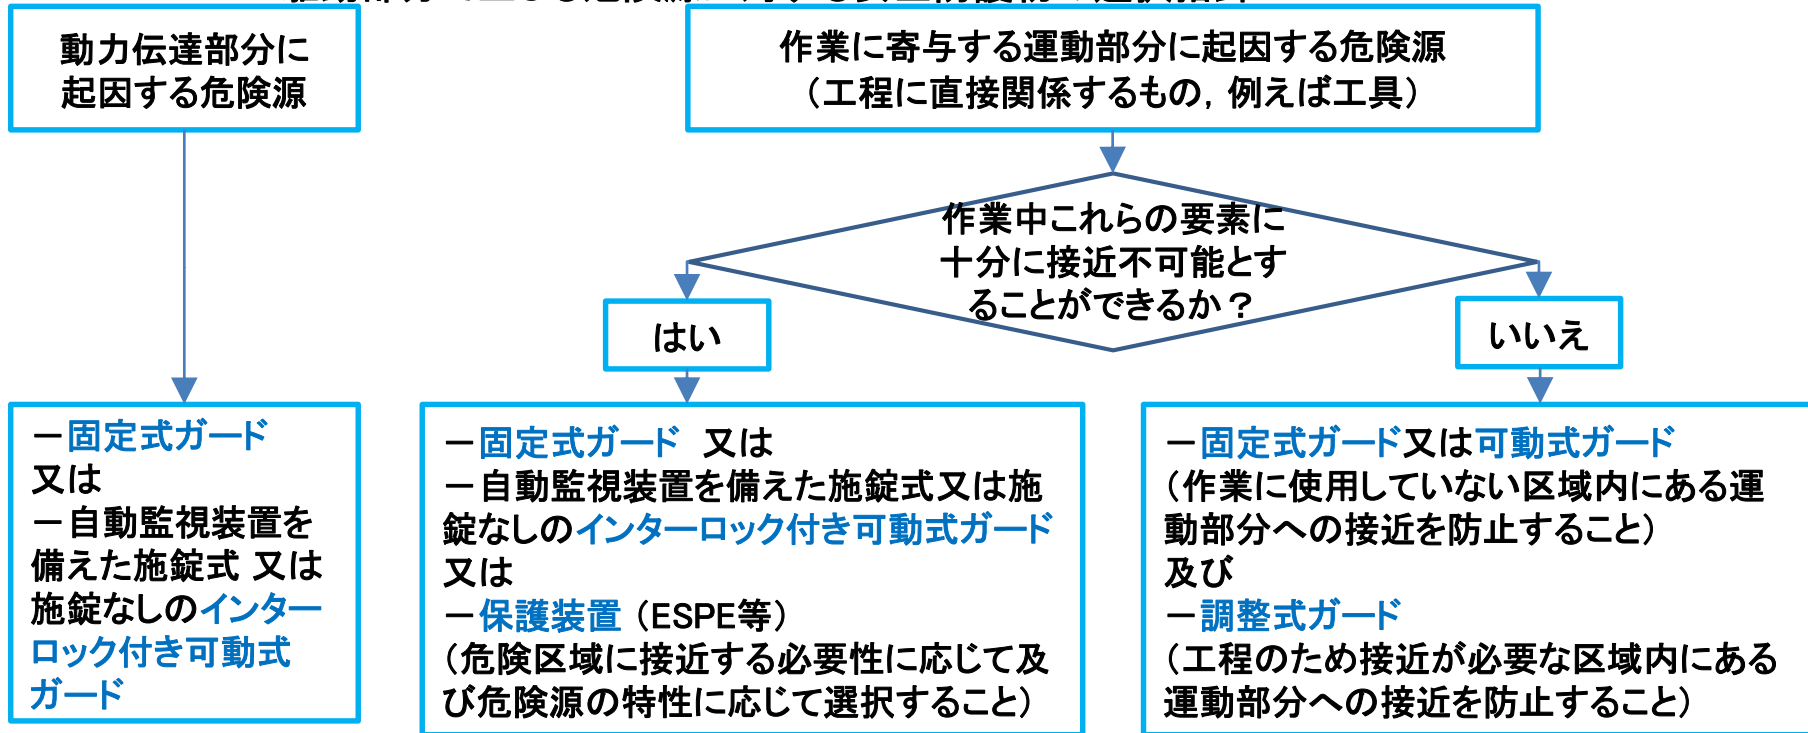 動力伝達部分に
起因する危険源
作業に寄与する運動部分に起因する危険源
（工程に直接関係するもの，例えば工具）
作業中これらの要素に
十分に接近不可能とす
ることができるか？
はい
いいえ
－固定式ガード
又は
－自動監視装置を
備えた施錠式 又は
施錠なしのインター
ロック付き可動式
ガード
－固定式ガード 又は
－自動監視装置を備えた施錠式又は施
錠なしのインターロック付き可動式ガード
又は
－保護装置（ESPE等）
（危険区域に接近する必要性に応じて及
び危険源の特性に応じて選択すること）
－固定式ガード又は可動式ガード
（作業に使用していない区域内にある運
動部分への接近を防止すること）
及び
－調整式ガード
（工程のため接近が必要な区域内にある
運動部分への接近を防止すること）